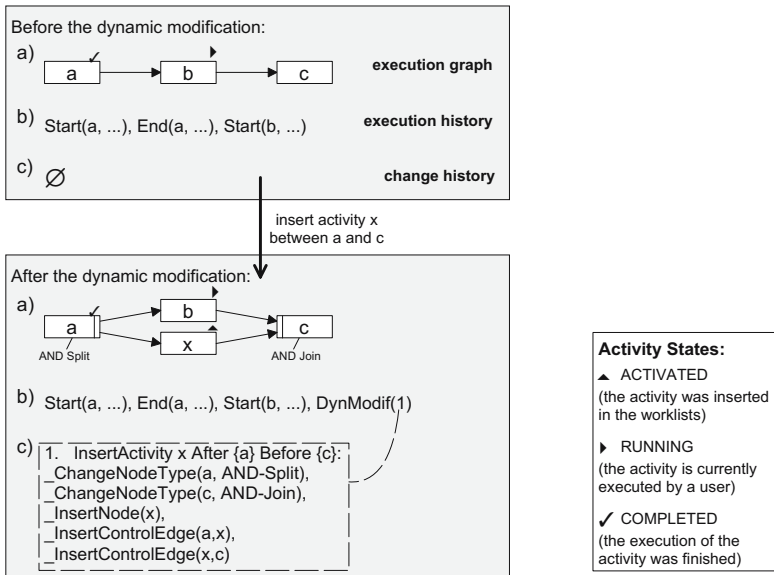 Before the dynamic modification:
a)
a
b
c
execution graph
b) Start(a, ...), End(a, ...), Start(b, ...)
execution history
c) ∅
change history
insert activity x
between a and c
After the dynamic modification:
a)
a
b
x
c
AND Split
AND Join
b) Start(a, ...), End(a, ...), Start(b, ...), DynModif(1)
c) 1. InsertActivity x After {a} Before {c}:
_ChangeNodeType(a, AND-Split),
_ChangeNodeType(c, AND-Join),
_InsertNode(x),
_InsertControlEdge(a,x),
_InsertControlEdge(x,c)
Activity States:
ACTIVATED
(the activity was inserted
in the worklists)
RUNNING
(the activity is currently
executed by a user)
✓ COMPLETED
(the execution of the
activity was finished)